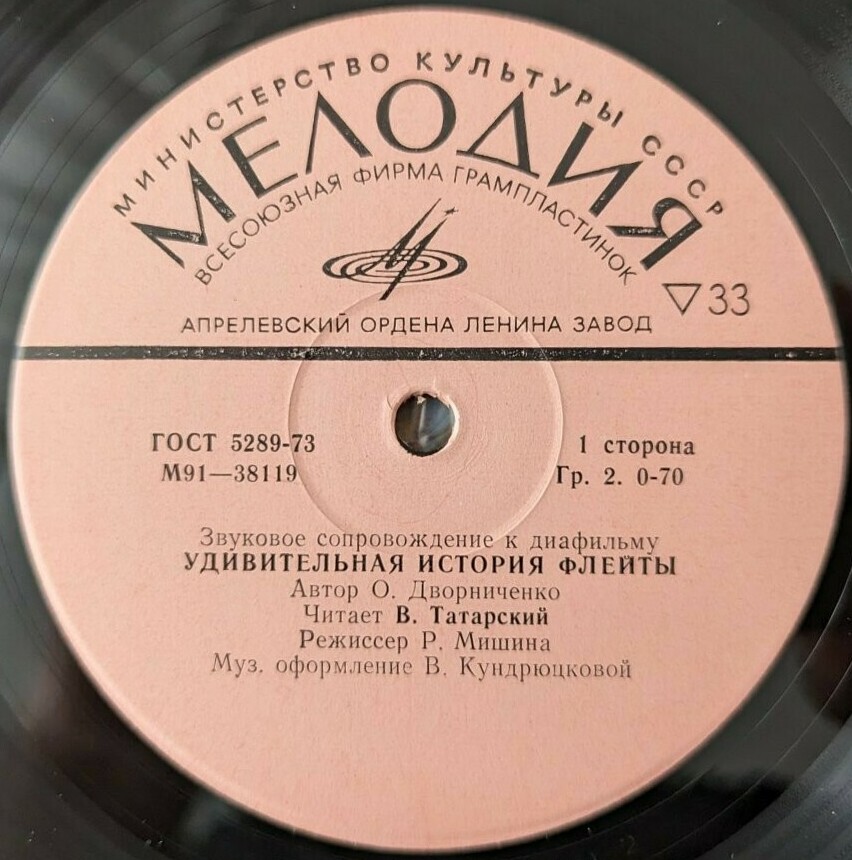 МИНИСТЕРСТВО КУЛЬТУРЫ СССР
МЕЛОДИЯ
ВСЕСОЮЗНАЯ ФИРМА ГРАМПЛАСТИНОК
▽33
АПРЕЛЕВСКИЙ ОРДЕНА ЛЕНИНА ЗАВОД
ГОСТ 5289-73
1 сторона
М91—38119
Гр. 2. 0-70
Звуковое сопровождение к диафильму
УДИВИТЕЛЬНАЯ ИСТОРИЯ ФЛЕЙТЫ
Автор О. Дворниченко
Читает В. Татарский
Режиссер Р. Мишина
Муз. оформление В. Кундрюцковой